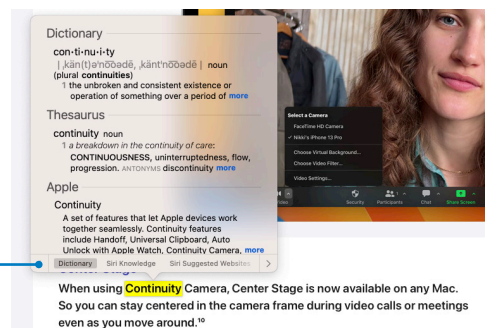 Dictionary
con·ti·nu·i·ty
| ˌkän(t)əˈn(y)o͞oədē, ˌkäntˈno͞oədē | noun
(plural continuities)
1 the unbroken and consistent existence or
operation of something over a period of more
Thesaurus
continuity noun
1 a breakdown in the continuity of care:
CONTINUOUSNESS, uninterruptedness, flow,
progression. ANTONYMS discontinuity more
Apple
Continuity
A set of features that let Apple devices work
together seamlessly. Continuity features
include Handoff, Universal Clipboard, Auto
Unlock with Apple Watch, Continuity Camera, more
Dictionary Siri Knowledge Siri Suggested Websites
Select a Camera
FaceTime HD Camera
✓ Nikki's iPhone 13 Pro
Choose Virtual Background...
Choose Video Filter...
Video Settings...
Security Participants Chat Share Screen
Center Stage
When using Continuity Camera, Center Stage is now available on any Mac.
So you can stay centered in the camera frame during video calls or meetings
even as you move around.¹⁰